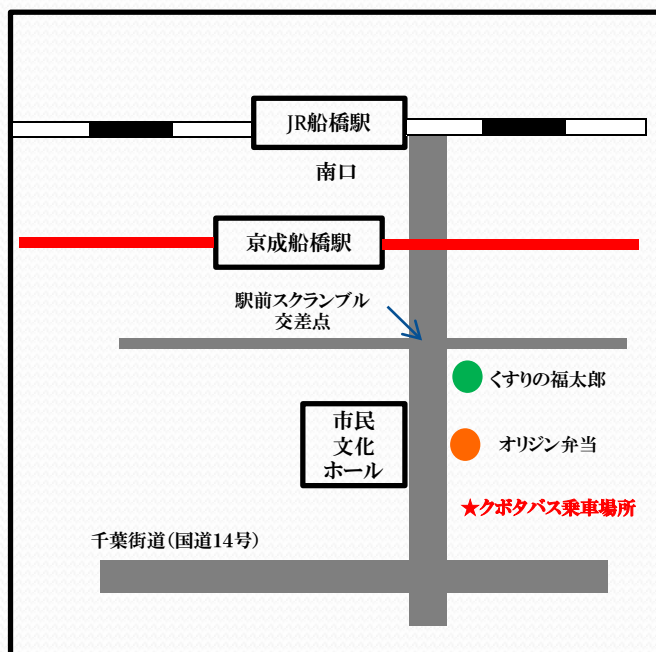 JR船橋駅
南口
京成船橋駅
駅前スクランブル
交差点
くすりの福太郎
市民
文化
ホール
オリジン弁当
★クボタバス乗車場所
千葉街道(国道14号)